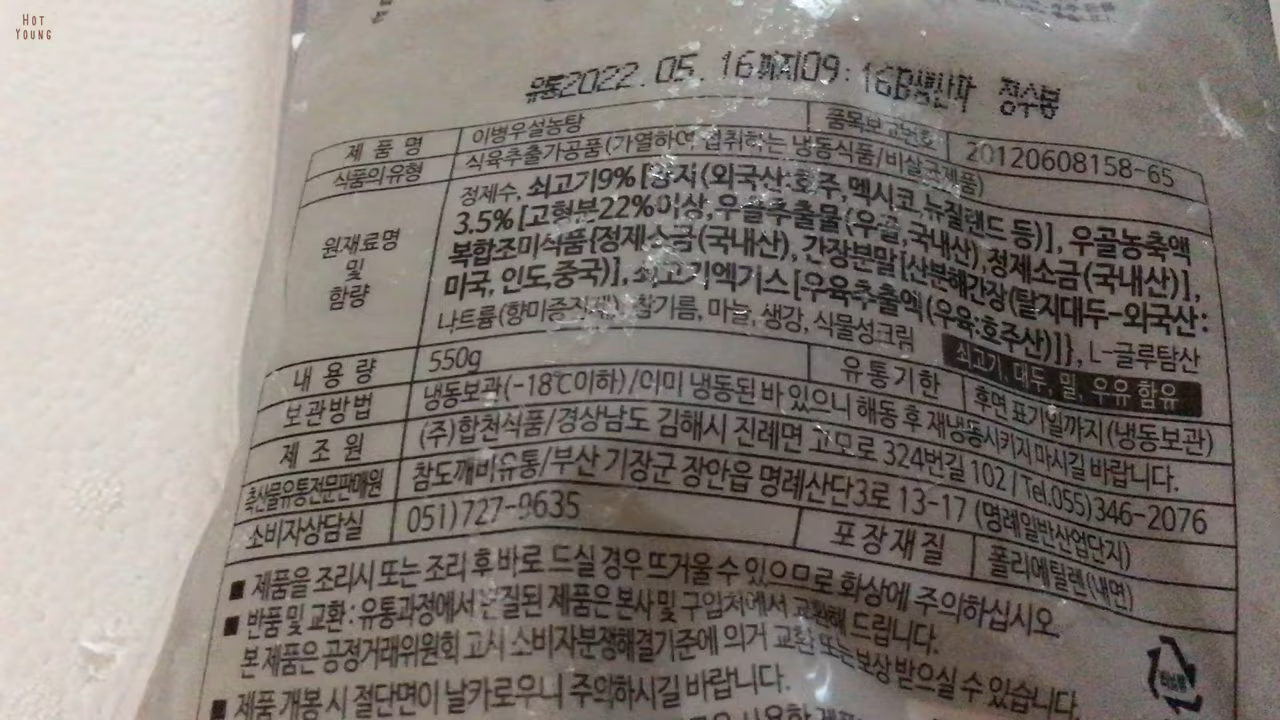 HOT
YOUNG
유통2022.05.16까지09:16B생산자 정수봉
제품명 이병우설농탕 품목보고번호 20120608158-65
식품의유형 식육추출가공품(가열하여 섭취하는 냉동식품/비살균제품)
원재료명 및 함량
정제수, 쇠고기9%[양지(외국산:호주,멕시코,뉴질랜드 등)], 우골농축액
3.5%[고형분22%이상,우골추출물(우골,국내산),정제소금(국내산)],
복합조미식품{정제소금(국내산), 간장분말[산분해간장(탈지대두-외국산:
미국, 인도,중국)], 쇠고기엑기스[우육추출액(우육:호주산)]}, L-글루탐산
나트륨(향미증진제), 참기름, 마늘, 생강, 식물성크림
쇠고기, 대두, 밀, 우유 함유
내용량 550g 유통기한 후면 표기일까지(냉동보관)
보관방법 냉동보관(-18℃이하)/이미 냉동된 바 있으니 해동 후 재냉동시키지마시길 바랍니다.
제조원 (주)합천식품/경상남도 김해시 진례면 고모로 324번길 102/Tel.055)346-2076
축산물유통전문판매원 참도깨비유통/부산 기장군 장안읍 명례산단3로 13-17 (명례일반산업단지)
소비자상담실 051)727-9635 포장재질 폴리에틸렌(내면)
■ 제품을 조리시 또는 조리 후 바로 드실 경우 뜨거울 수 있으므로 화상에 주의하십시오.
■ 반품 및 교환 : 유통과정에서 변질된 제품은 본사 및 구입처에서 교환해 드립니다.
본 제품은 공정거래위원회 고시 소비자분쟁해결기준에 의거 교환 또는 보상 받으실 수 있습니다.
■ 제품 개봉 시 절단면이 날카로우니 주의하시길 바랍니다.